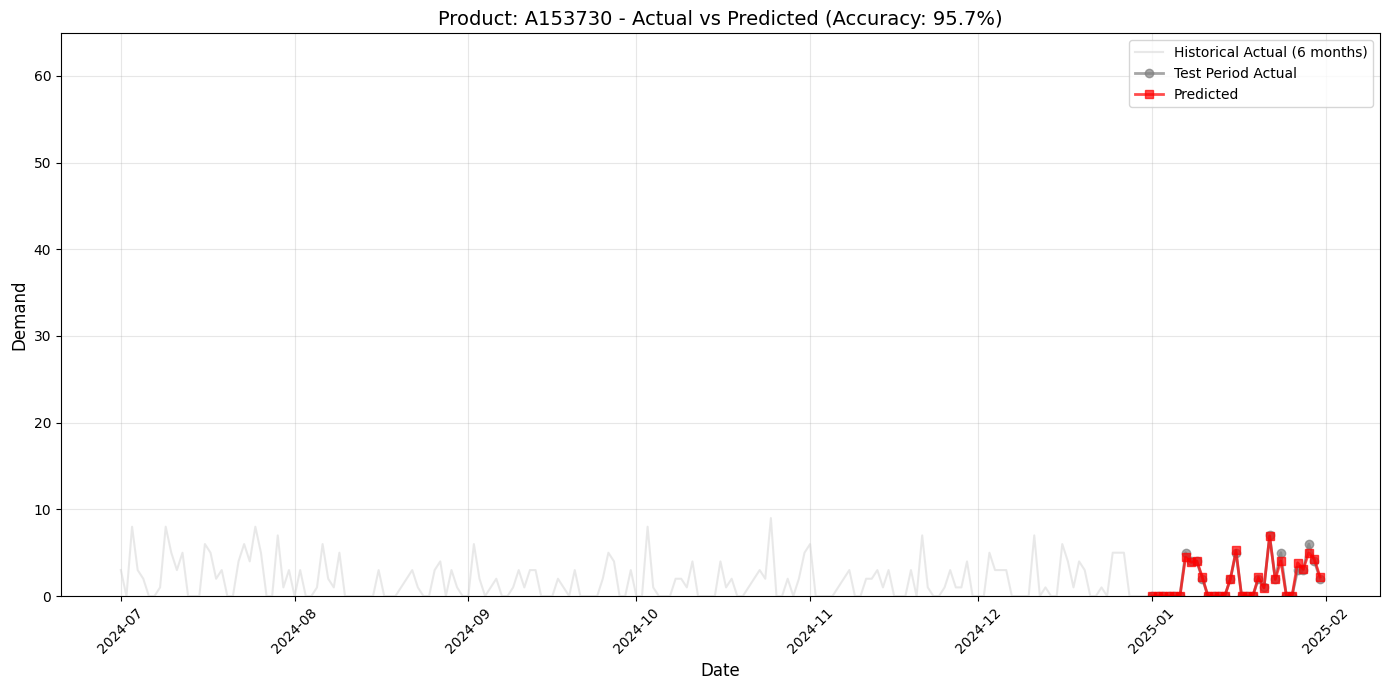 Product: A153730 - Actual vs Predicted (Accuracy: 95.7%)
Historical Actual (6 months)
Test Period Actual
Predicted
Demand
60
50
40
30
20
10
0
2024-07
2024-08
2024-09
2024-10
2024-11
2024-12
2025-01
2025-02
Date